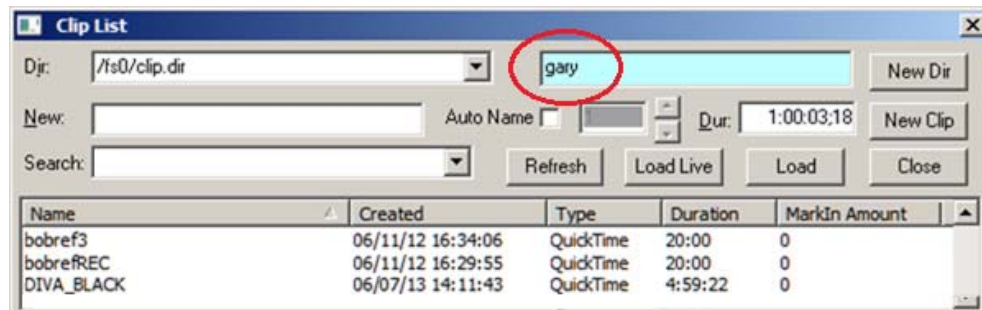 Clip List
Dir: /fs0/clip.dir gary New Dir
New: Auto Name 1 Dur: 1:00:03;18 New Clip
Search: Refresh Load Live Load Close
Name Created Type Duration MarkIn Amount
bobref3 06/11/12 16:34:06 QuickTime 20:00 0
bobrefREC 06/11/12 16:29:55 QuickTime 20:00 0
DIVA_BLACK 06/07/13 14:11:43 QuickTime 4:59:22 0